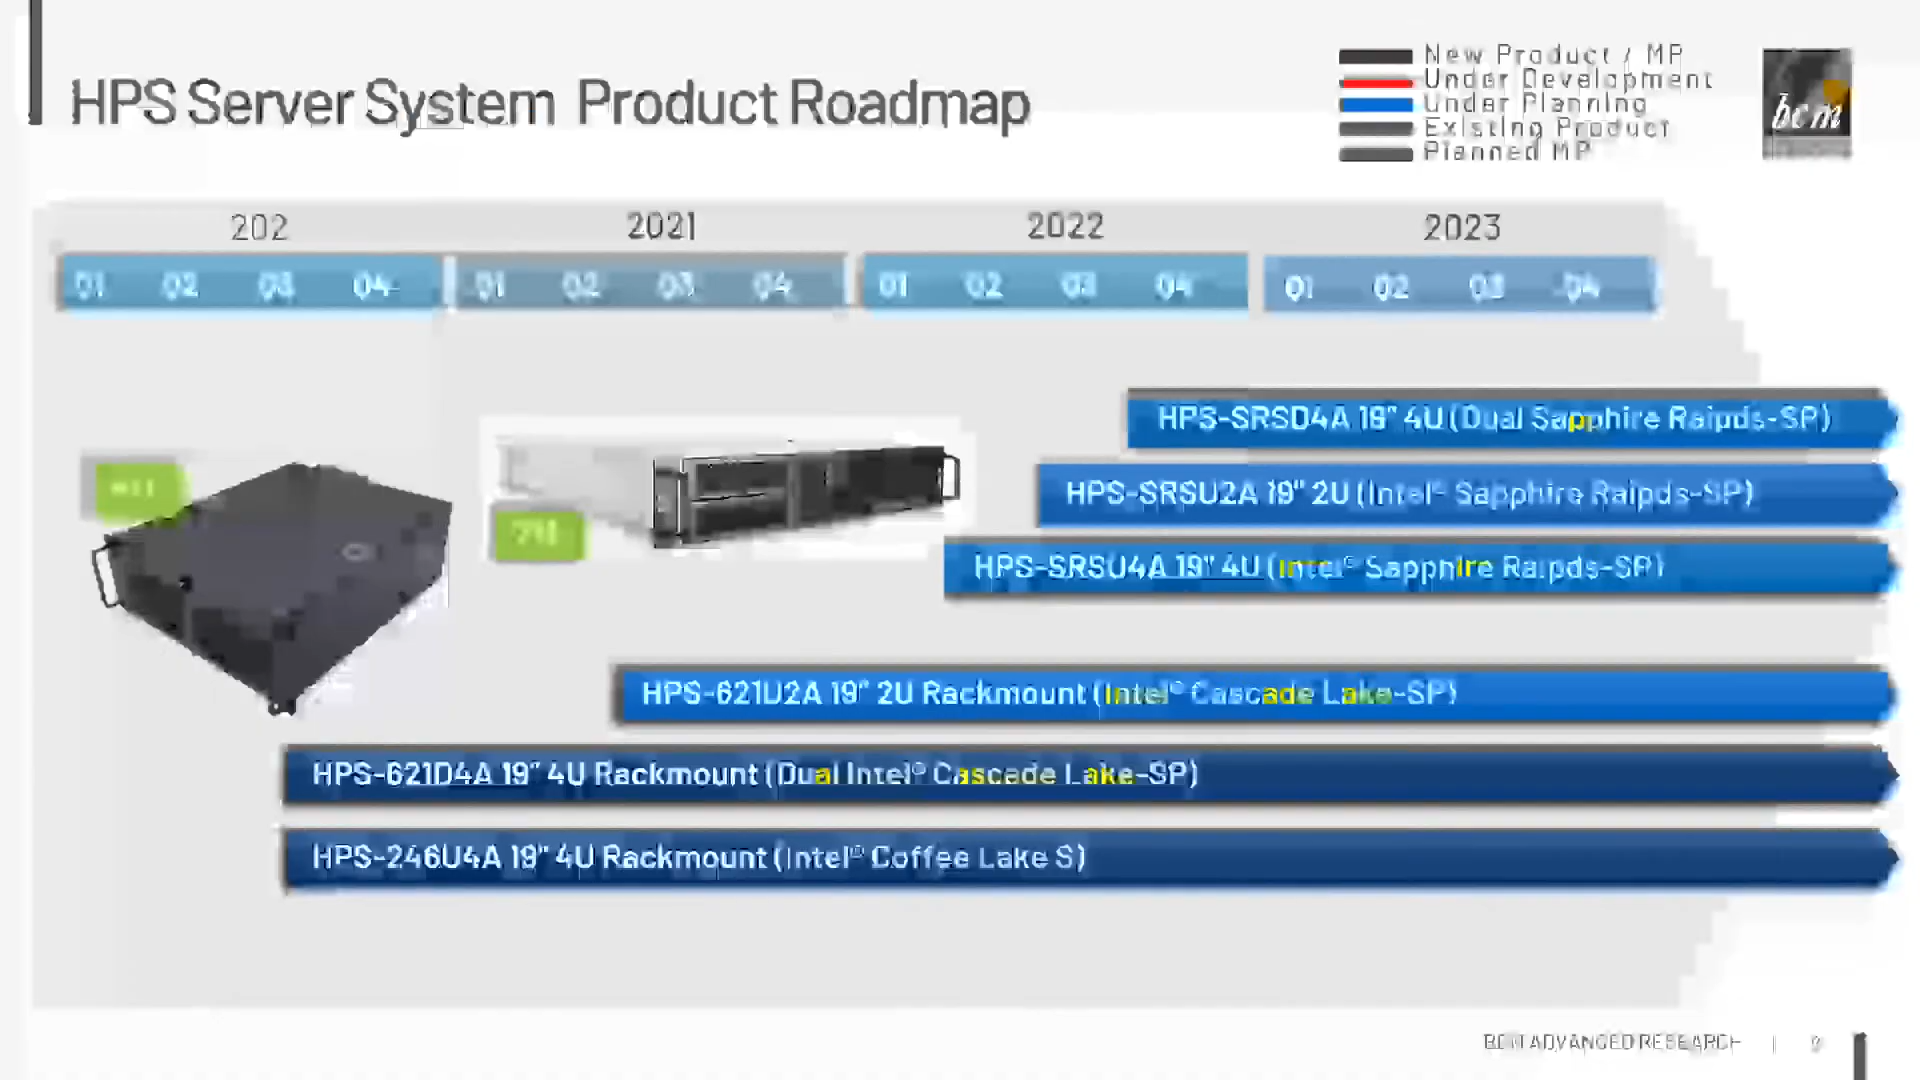 HPS Server System Product Roadmap
New Product / MP
Under Development
Under Planning
Existing Product
Planned MP
bcm
202 2021 2022 2023
Q1 Q2 Q3 Q4 Q1 Q2 Q3 Q4 Q1 Q2 Q3 Q4 Q1 Q2 Q3 Q4
HPS-SRSD4A 19" 4U (Dual Sapphire Raipds-SP)
HPS-SRSU2A 19" 2U (Intel® Sapphire Raipds-SP)
HPS-SRSU4A 19" 4U (Intel® Sapphire Raipds-SP)
HPS-621U2A 19" 2U Rackmount (Intel® Cascade Lake-SP)
HPS-621D4A 19" 4U Rackmount (Dual Intel® Cascade Lake-SP)
HPS-246U4A 19" 4U Rackmount (Intel® Coffee Lake S)
BCM ADVANCED RESEARCH |